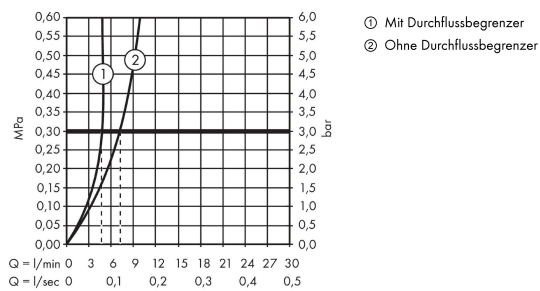 0,60 6,0
0,55 5,5
0,50 5,0
0,45 4,5
0,40 4,0
0,35 3,5
0,30 3,0
0,25 2,5
0,20 2,0
0,15 1,5
0,10 1,0
0,05 0,5
0,00 0,0
MPa
bar
1
2
Q = l/min 0 3 6 9 12 15 18 21 24 27 30
Q = l/sec 0 0,1 0,2 0,3 0,4 0,5
1 Mit Durchflussbegrenzer
2 Ohne Durchflussbegrenzer